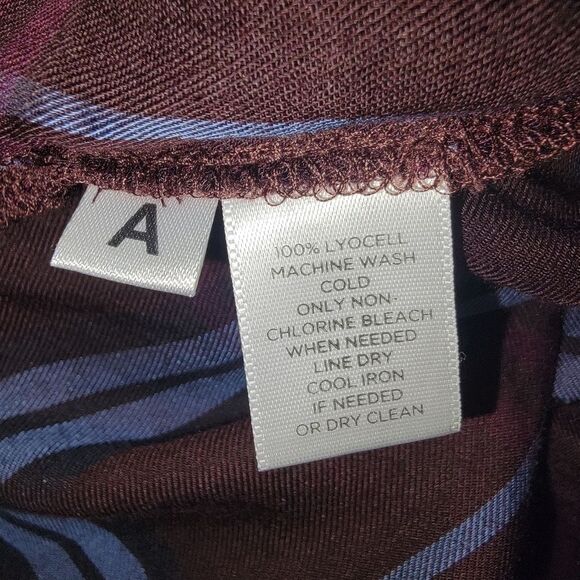 A
100% LYOCELL
MACHINE WASH
COLD
ONLY NON-
CHLORINE BLEACH
WHEN NEEDED
LINE DRY
COOL IRON
IF NEEDED
OR DRY CLEAN